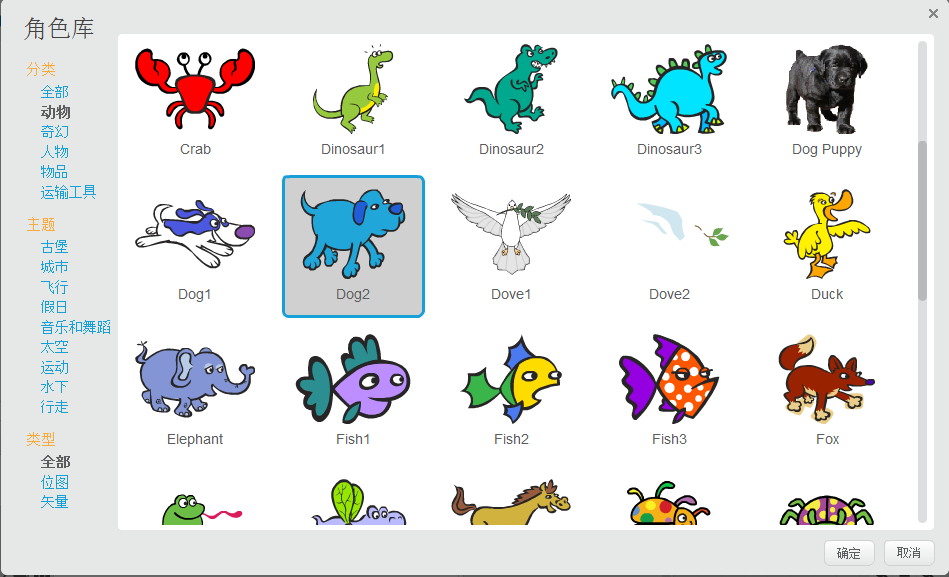 角色库
分类
全部
动物
奇幻
人物
物品
运输工具
主题
古堡
城市
飞行
假日
音乐和舞蹈
太空
运动
水下
行走
类型
全部
位图
矢量
Crab
Dinosaur1
Dinosaur2
Dinosaur3
Dog Puppy
Dog1
Dog2
Dove1
Dove2
Duck
Elephant
Fish1
Fish2
Fish3
Fox
确定
取消